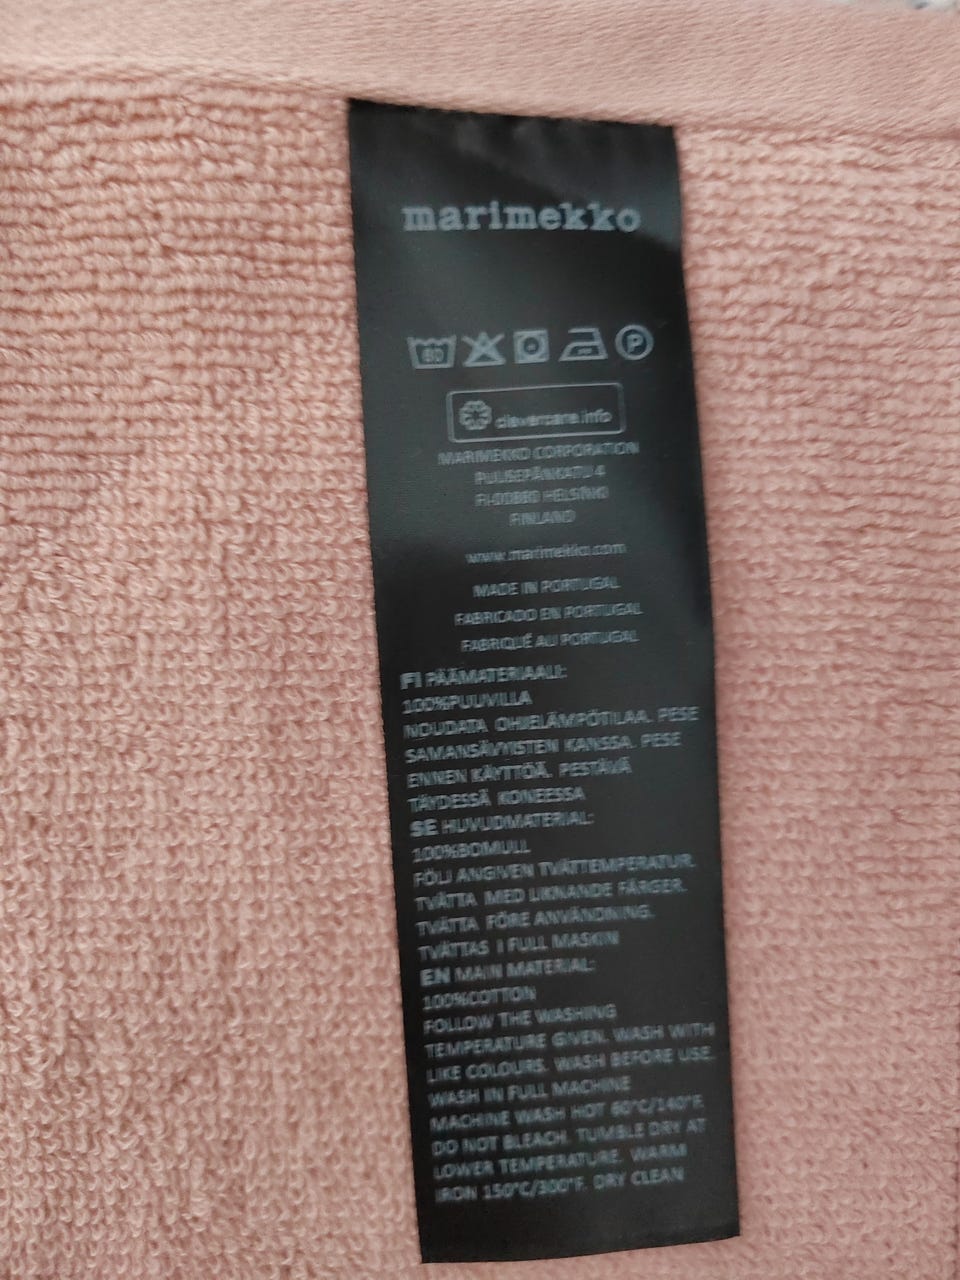 marimekko
60 P
clevercare.info
MARIMEKKO CORPORATION
PUUSEPÄNKATU 4
FI-00880 HELSINKI
FINLAND
www.marimekko.com
MADE IN PORTUGAL
FABRICADO EN PORTUGAL
FABRIQUÉ AU PORTUGAL
FI PÄÄMATERIAALI:
100%PUUVILLA
NOUDATA OHJELÄMPÖTILAA. PESE
SAMANSÄVYISTEN KANSSA. PESE
ENNEN KÄYTTÖÄ. PESTÄVÄ
TÄYDESSÄ KONEESSA
SE HUVUDMATERIAL:
100%BOMULL
FÖLJ ANGIVEN TVÄTTEMPERATUR.
TVÄTTA MED LIKNANDE FÄRGER.
TVÄTTA FÖRE ANVÄNDNING.
TVÄTTAS I FULL MASKIN
EN MAIN MATERIAL:
100%COTTON
FOLLOW THE WASHING
TEMPERATURE GIVEN. WASH WITH
LIKE COLOURS. WASH BEFORE USE.
WASH IN FULL MACHINE
MACHINE WASH HOT 60°C/140°F.
DO NOT BLEACH. TUMBLE DRY AT
LOWER TEMPERATURE. WARM
IRON 150°C/300°F. DRY CLEAN